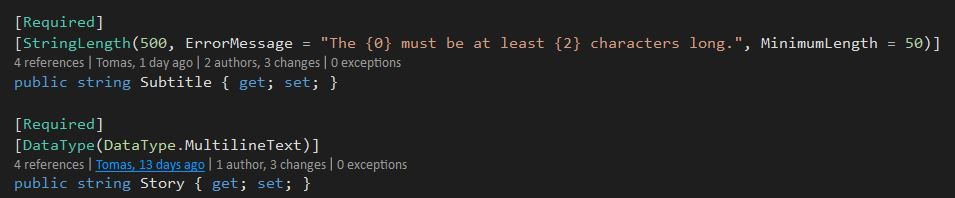 [Required]
[StringLength(500, ErrorMessage = "The {0} must be at least {2} characters long.", MinimumLength = 50)]
4 references | Tomas, 1 day ago | 2 authors, 3 changes | 0 exceptions
public string Subtitle { get; set; }
[Required]
[DataType(DataType.MultilineText)]
4 references | Tomas, 13 days ago | 1 author, 3 changes | 0 exceptions
public string Story { get; set; }